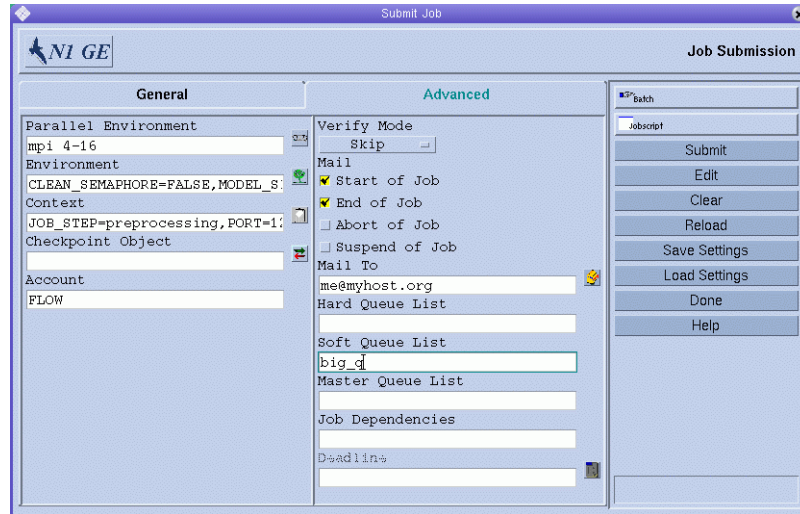 Submit Job
N1 GE
Job Submission
General
Advanced
Parallel Environment
mpi 4-16
Environment
CLEAN_SEMAPHORE=FALSE,MODEL_S
Context
JOB_STEP=preprocessing,PORT=12
Checkpoint Object
Account
FLOW
Verify Mode
Skip
Mail
Start of Job
End of Job
Abort of Job
Suspend of Job
Mail To
me@myhost.org
Hard Queue List
Soft Queue List
big_q
Master Queue List
Job Dependencies
Deadline
Batch
Jobscript
Submit
Edit
Clear
Reload
Save Settings
Load Settings
Done
Help